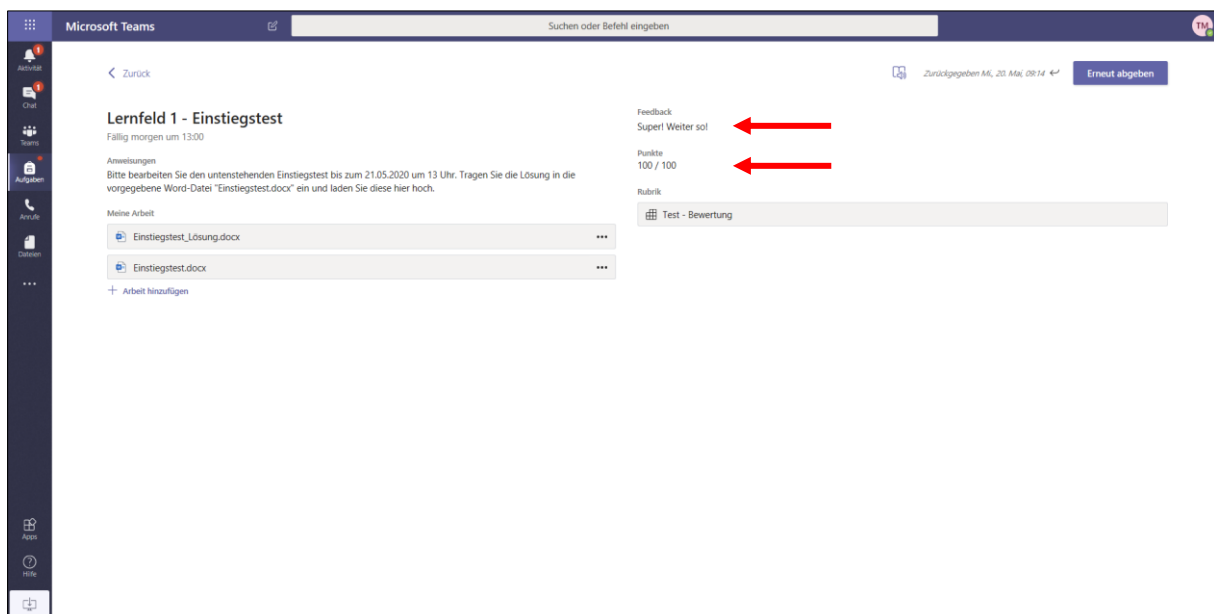 Microsoft Teams
Suchen oder Befehl eingeben
TM
1
Aktivität
1
Chat
Teams
Aufgaben
Anrufe
Dateien
Apps
Hilfe
Zurück
Zurückgegeben Mi., 20. Mai, 09:14
Erneut abgeben
Lernfeld 1 - Einstiegstest
Fällig morgen um 13:00
Anweisungen
Bitte bearbeiten Sie den untenstehenden Einstiegstest bis zum 21.05.2020 um 13 Uhr. Tragen Sie die Lösung in die
vorgegebene Word-Datei "Einstiegstest.docx" ein und laden Sie diese hier hoch.
Meine Arbeit
Einstiegstest_Lösung.docx
Einstiegstest.docx
+ Arbeit hinzufügen
Feedback
Super! Weiter so!
Punkte
100 / 100
Rubrik
Test - Bewertung